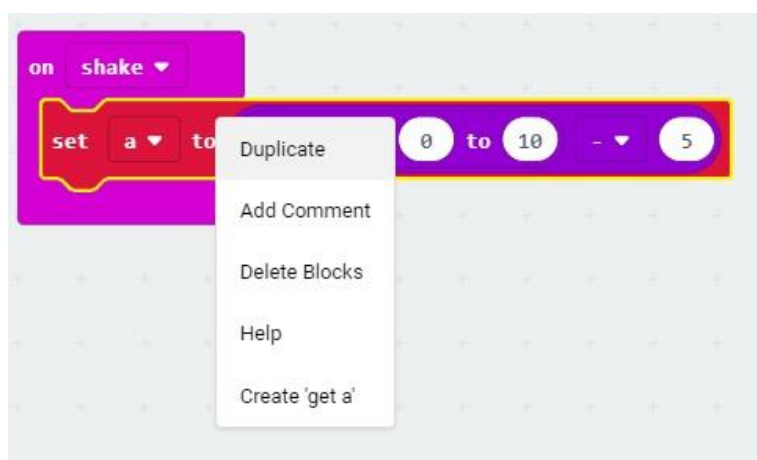 on shake
set a to 0 to 10 - 5
Duplicate
Add Comment
Delete Blocks
Help
Create 'get a'